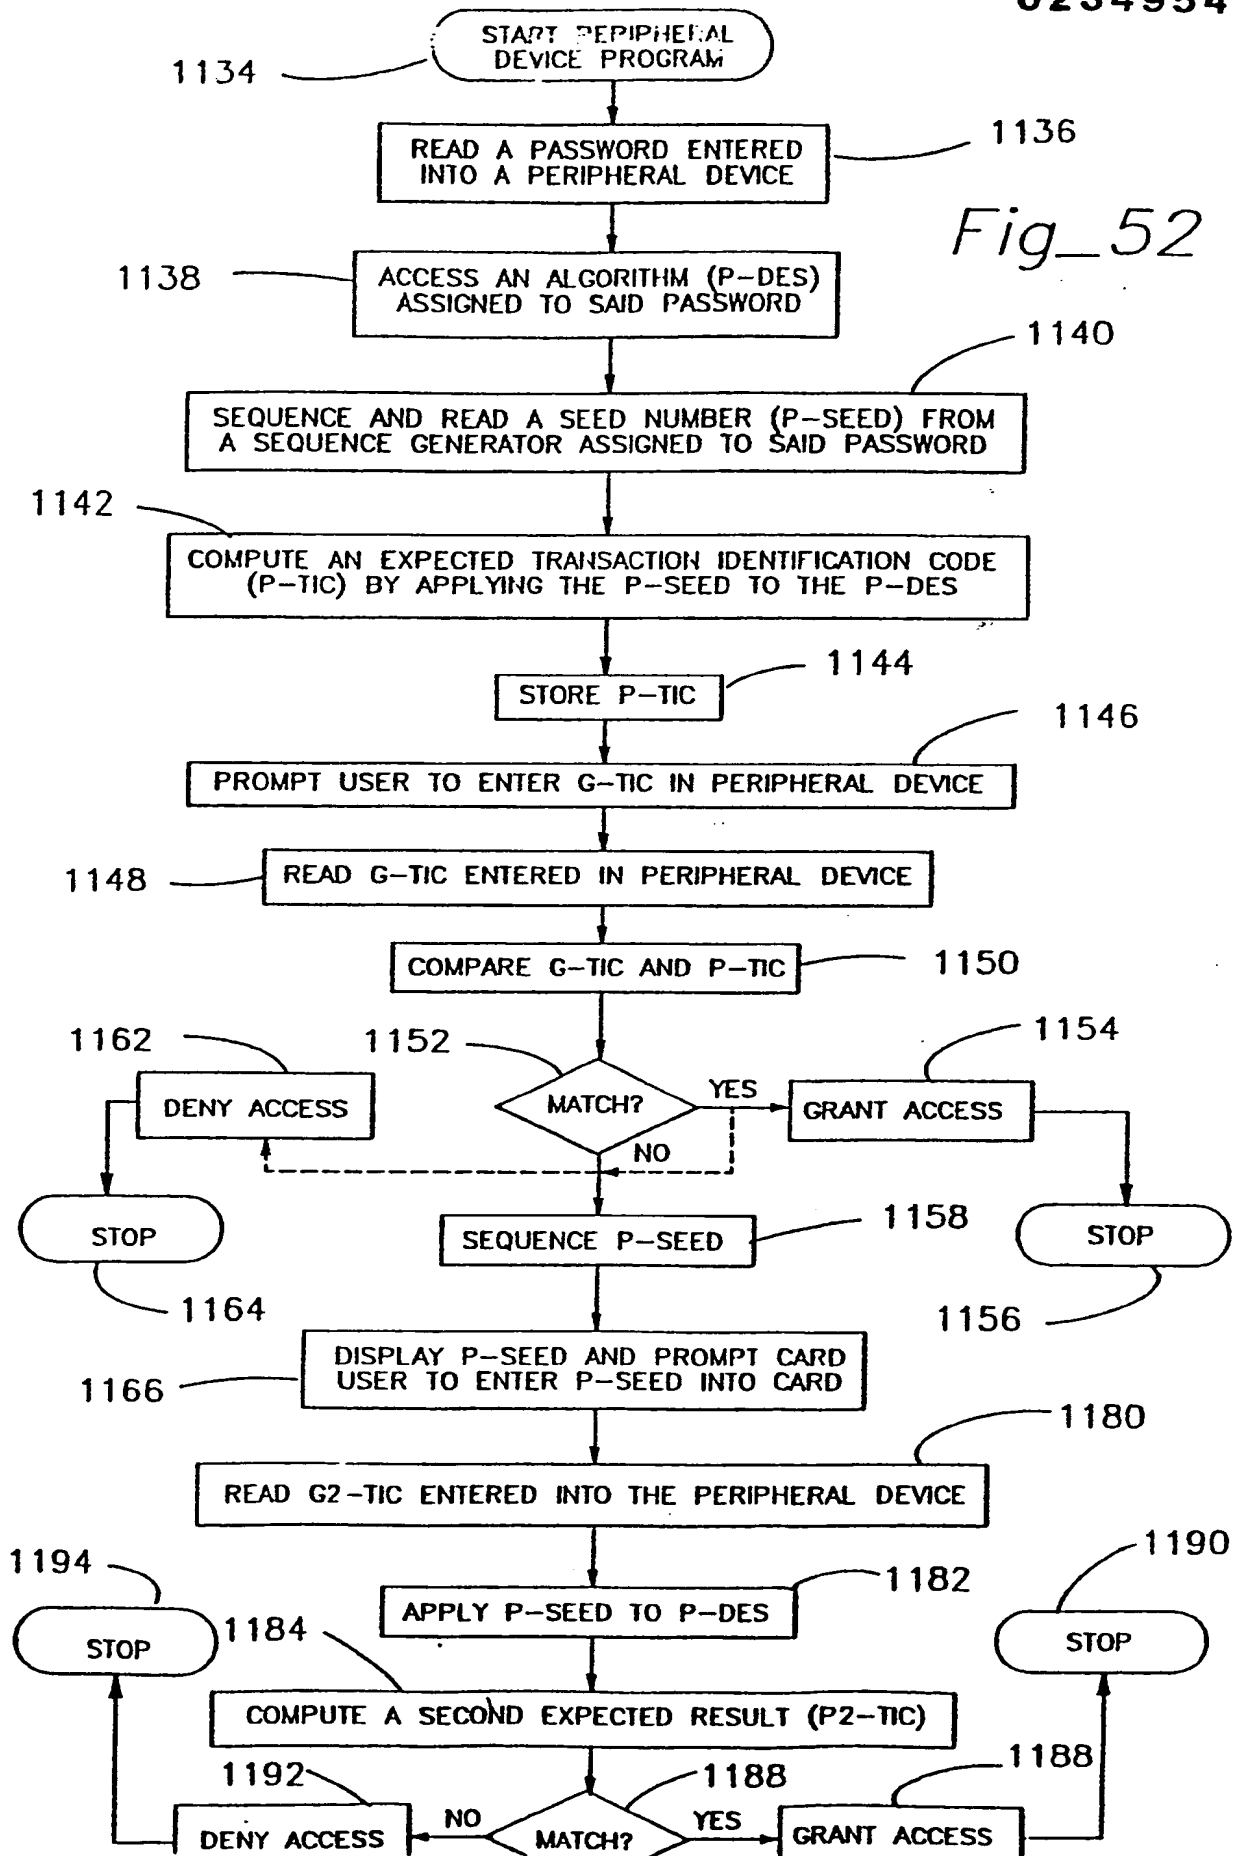 0234954
START PERIPHERAL
DEVICE PROGRAM
1134
READ A PASSWORD ENTERED
INTO A PERIPHERAL DEVICE
1136
Fig_52
1138
ACCESS AN ALGORITHM (P-DES)
ASSIGNED TO SAID PASSWORD
1140
SEQUENCE AND READ A SEED NUMBER (P-SEED) FROM
A SEQUENCE GENERATOR ASSIGNED TO SAID PASSWORD
1142
COMPUTE AN EXPECTED TRANSACTION IDENTIFICATION CODE
(P-TIC) BY APPLYING THE P-SEED TO THE P-DES
1144
STORE P-TIC
1146
PROMPT USER TO ENTER G-TIC IN PERIPHERAL DEVICE
1148
READ G-TIC ENTERED IN PERIPHERAL DEVICE
COMPARE G-TIC AND P-TIC
1150
1162
1152
1154
DENY ACCESS
MATCH?
YES
GRANT ACCESS
NO
STOP
SEQUENCE P-SEED
1158
STOP
1164
1156
DISPLAY P-SEED AND PROMPT CARD
USER TO ENTER P-SEED INTO CARD
1166
1180
READ G2-TIC ENTERED INTO THE PERIPHERAL DEVICE
1194
1190
1182
APPLY P-SEED TO P-DES
STOP
1184
STOP
COMPUTE A SECOND EXPECTED RESULT (P2-TIC)
1192
1188
1188
DENY ACCESS
NO
MATCH?
YES
GRANT ACCESS